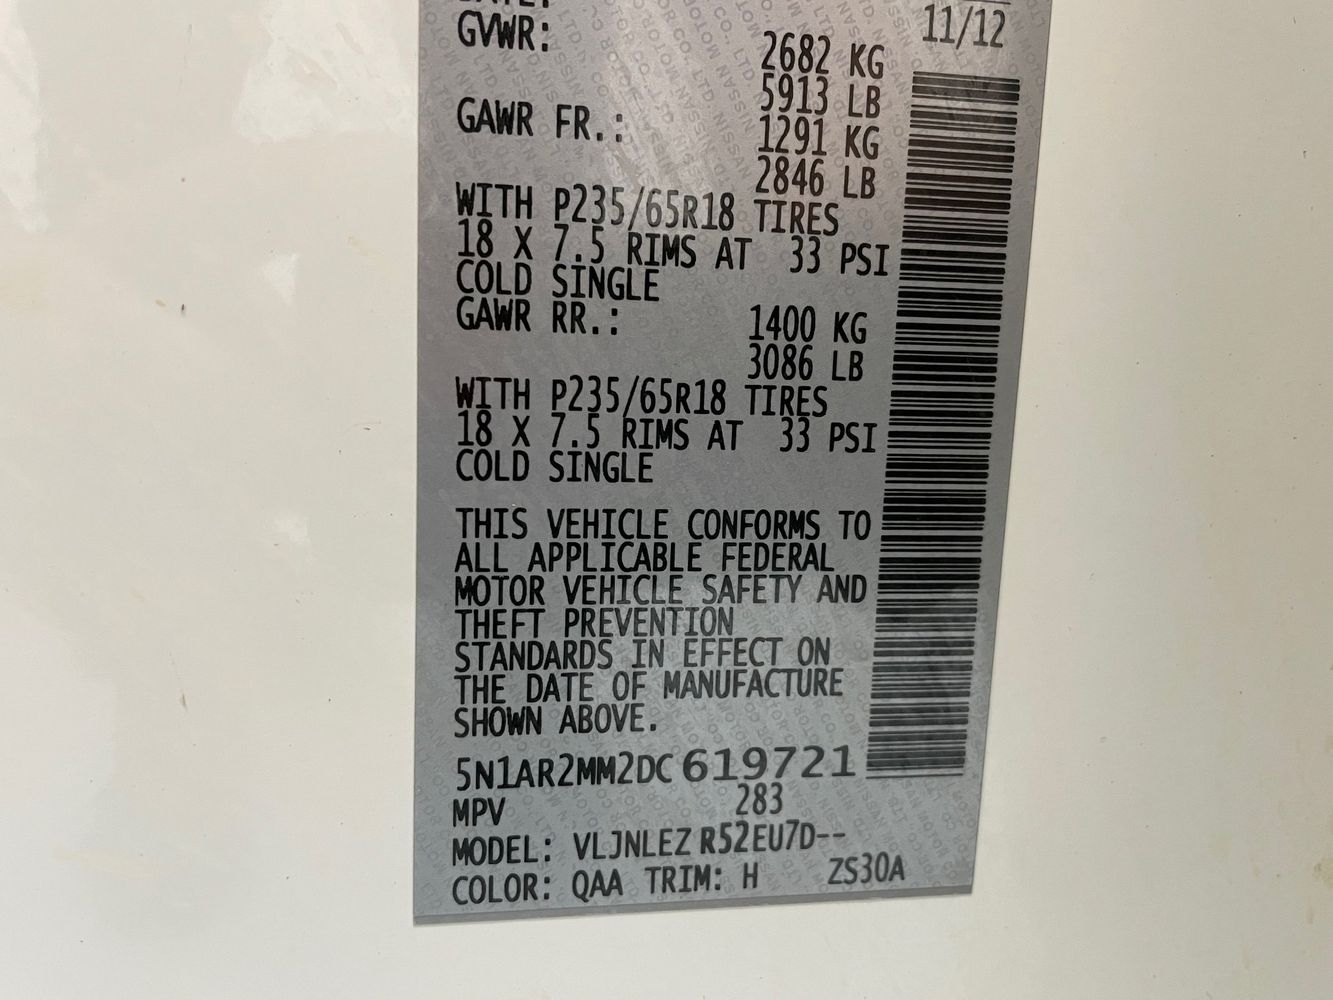 11/12
GVWR: 2682 KG
5913 LB
GAWR FR.: 1291 KG
2846 LB
WITH P235/65R18 TIRES
18 X 7.5 RIMS AT 33 PSI
COLD SINGLE
GAWR RR.: 1400 KG
3086 LB
WITH P235/65R18 TIRES
18 X 7.5 RIMS AT 33 PSI
COLD SINGLE
THIS VEHICLE CONFORMS TO
ALL APPLICABLE FEDERAL
MOTOR VEHICLE SAFETY AND
THEFT PREVENTION
STANDARDS IN EFFECT ON
THE DATE OF MANUFACTURE
SHOWN ABOVE.
5N1AR2MM2DC619721
MPV 283
MODEL: VLJNLEZ R52EU7D--
COLOR: QAA TRIM: H ZS30A